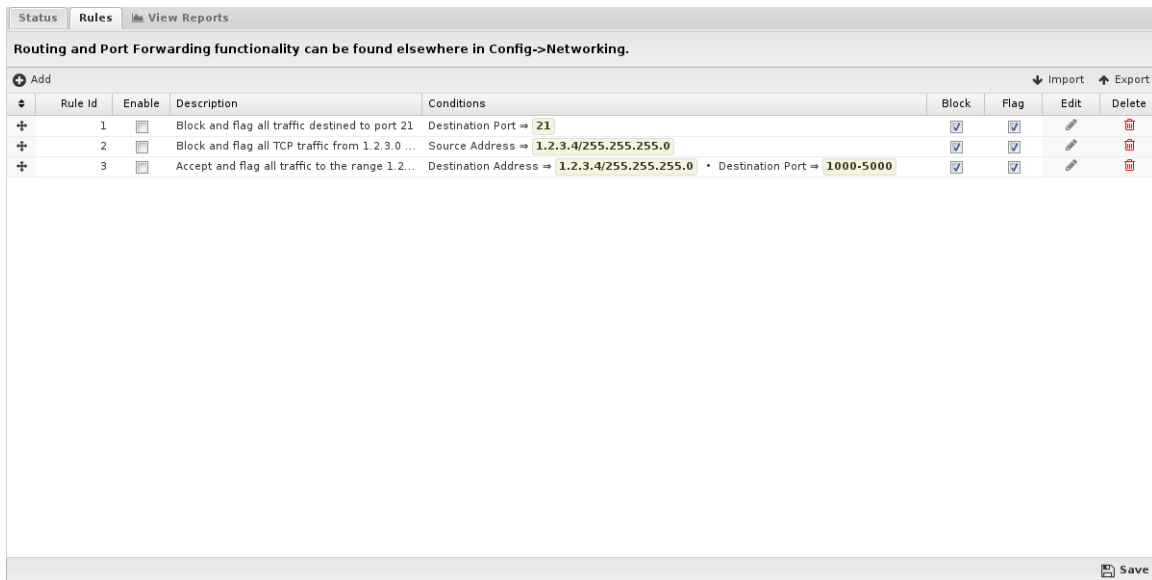 Status Rules View Reports
Routing and Port Forwarding functionality can be found elsewhere in Config->Networking.
Add Import Export
Rule Id Enable Description Conditions Block Flag Edit Delete
1 Block and flag all traffic destined to port 21 Destination Port ⇒ 21
2 Block and flag all TCP traffic from 1.2.3.0 ... Source Address ⇒ 1.2.3.4/255.255.255.0
3 Accept and flag all traffic to the range 1.2... Destination Address ⇒ 1.2.3.4/255.255.255.0 • Destination Port ⇒ 1000-5000
Save